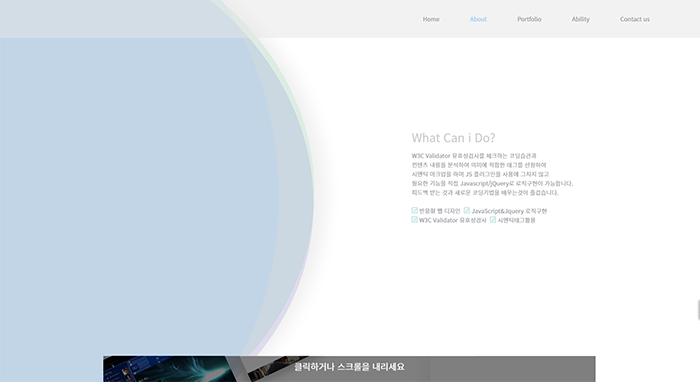 Home About Portfolio Ability Contact us
What Can i Do?
W3C Validator 유효성검사를 체크하는 코딩습관과
컨텐츠 내용을 분석하여 의미에 적합한 태그를 선정하여
시멘틱 마크업을 하며 JS 플러그인을 사용에 그치지 않고
필요한 기능을 직접 Javascript/jQuery로 로직구현이 가능합니다.
피드백 받는 것과 새로운 코딩기법을 배우는것이 즐겁습니다.
반응형 웹 디자인 JavaScript&Jquery 로직구현
W3C Validator 유효성검사 시멘틱태그활용
클릭하거나 스크롤을 내리세요